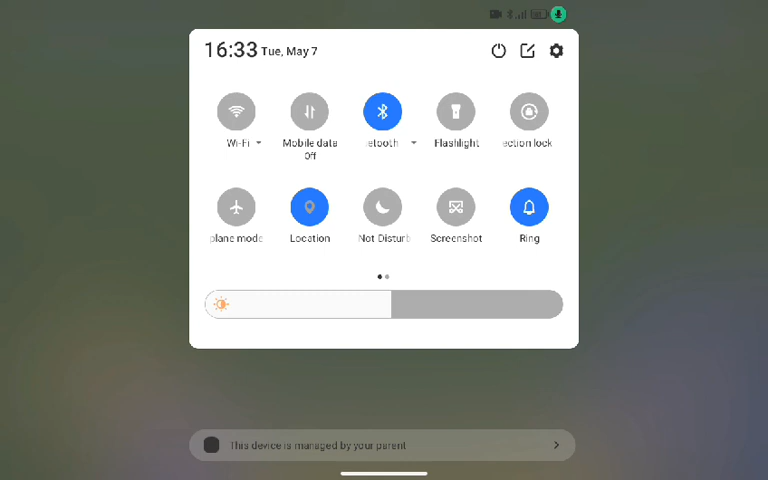 16:33 Tue, May 7
Wi-Fi
Mobile data
Off
etooth
Flashlight
ection lock
plane mode
Location
Not Disturb
Screenshot
Ring
This device is managed by your parent